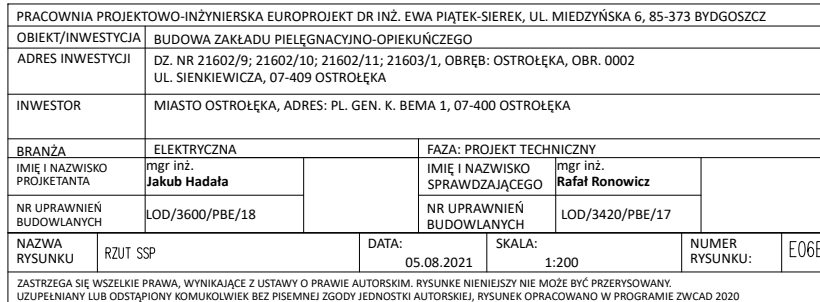 PRACOWNIA PROJEKTOWO-INŻYNIERSKA EUROPROJEKT DR INŻ. EWA PIĄTEK-SIEREK, UL. MIEDZYŃSKA 6, 85-373 BYDGOSZCZ
OBIEKT/INWESTYCJA BUDOWA ZAKŁADU PIELĘGNACYJNO-OPIEKUŃCZEGO
ADRES INWESTYCJI DZ. NR 21602/9; 21602/10; 21602/11; 21603/1, OBRĘB: OSTROŁĘKA, OBR. 0002
UL. SIENKIEWICZA, 07-409 OSTROŁĘKA
INWESTOR MIASTO OSTROŁĘKA, ADRES: PL. GEN. K. BEMA 1, 07-400 OSTROŁĘKA
BRANŻA ELEKTRYCZNA FAZA: PROJEKT TECHNICZNY
IMIĘ I NAZWISKO PROJKETANTA mgr inż. Jakub Hadała IMIĘ I NAZWISKO SPRAWDZAJĄCEGO mgr inż. Rafał Ronowicz
NR UPRAWNIEŃ BUDOWLANYCH LOD/3600/PBE/18 NR UPRAWNIEŃ BUDOWLANYCH LOD/3420/PBE/17
NAZWA RYSUNKU RZUT SSP DATA: 05.08.2021 SKALA: 1:200 NUMER RYSUNKU:
ZASTRZEGA SIĘ WSZELKIE PRAWA, WYNIKAJĄCE Z USTAWY O PRAWIE AUTORSKIM. RYSUNKE NIENIEJSZY NIE MOŻE BYĆ PRZERYSOWANY.
UZUPEŁNIANY LUB ODSTĄPIONY KOMUKOLWIEK BEZ PISEMNEJ ZGODY JEDNOSTKI AUTORSKIEJ, RYSUNEK OPRACOWANO W PROGRAMIE ZWCAD 2020